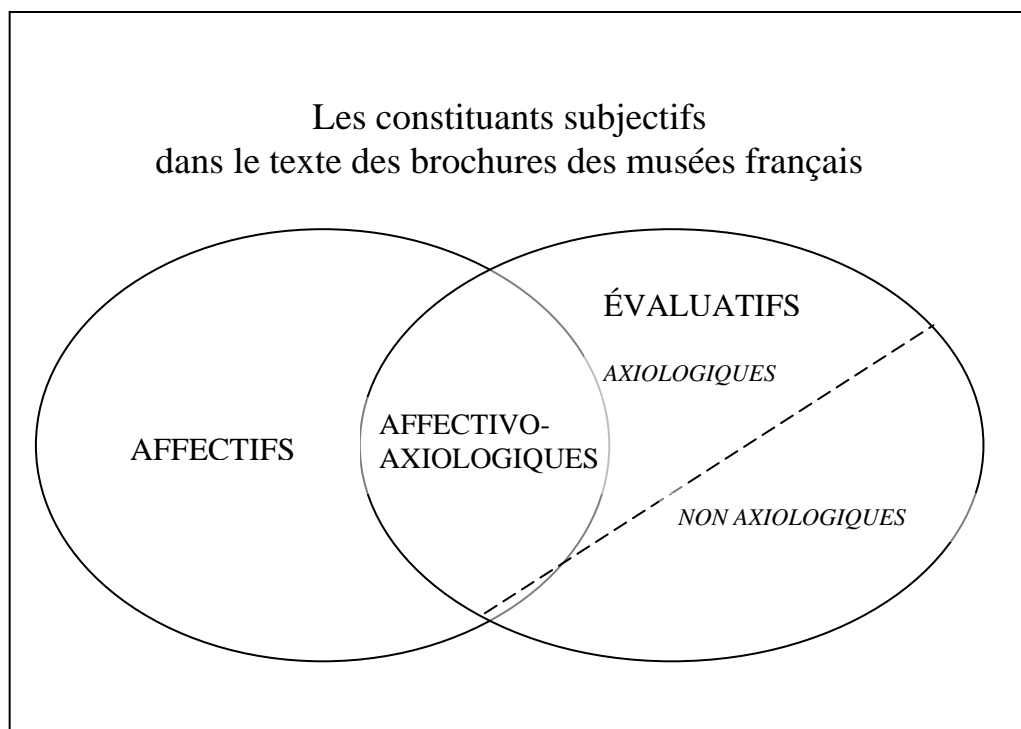 Les constituants subjectifs
dans le texte des brochures des musées français
ÉVALUATIFS
AXIOLOGIQUES
AFFECTIFS
AFFECTIVO-
AXIOLOGIQUES
NON AXIOLOGIQUES